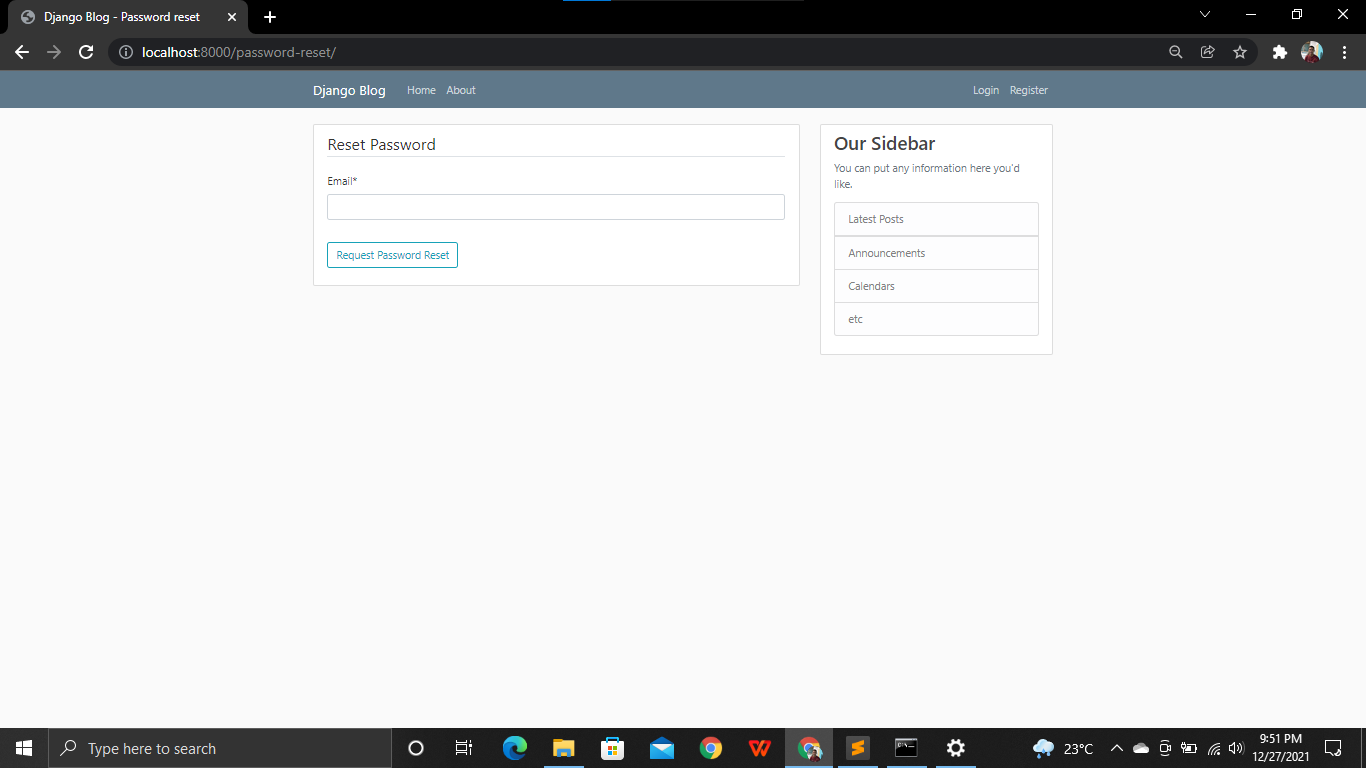 Django Blog - Password reset
localhost:8000/password-reset/
Django Blog Home About Login Register
Reset Password
Email*
Request Password Reset
Our Sidebar
You can put any information here you'd
like.
Latest Posts
Announcements
Calendars
etc
Type here to search
23°C
9:51 PM
12/27/2021